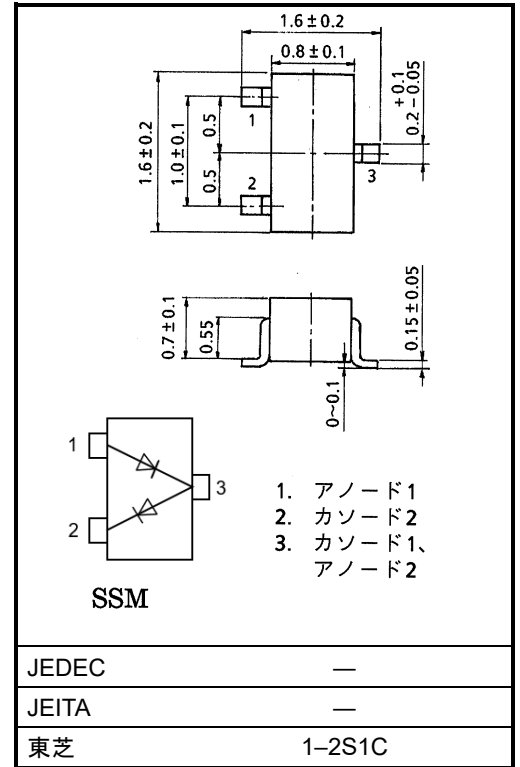 1.6±0.2
0.8±0.1
+0.1
0.2−0.05
1.6±0.2
1.0±0.1
0.5
0.5
1
2
3
0.7±0.1
0.55
0.15±0.05
0~0.1
1
2
3
1. アノード1
2. カソード2
3. カソード1、
アノード2
SSM
JEDEC —
JEITA —
東芝 1–2S1C